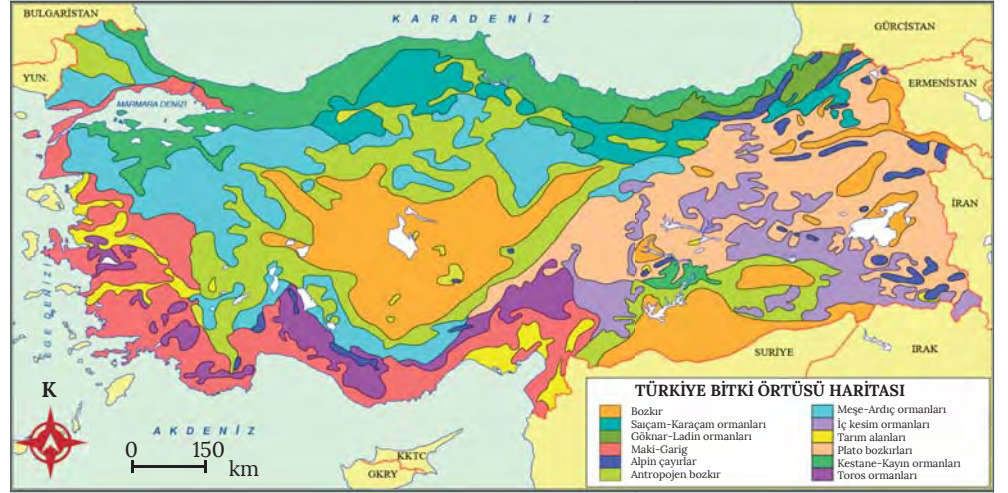 BULGARİSTAN
KARADENİZ
GÜRCİSTAN
YUN.
ERMENİSTAN
MARMARA DENİZİ
İRAN
EGE DENİZİ
SURİYE
IRAK
K
AKDENİZ
0 150
km
KKTC
GKRY
TÜRKİYE BİTKİ ÖRTÜSÜ HARİTASI
Bozkır
Sarıçam-Karaçam ormanları
Göknar-Ladin ormanları
Maki-Garig
Alpin çayırlar
Antropojen bozkır
Meşe-Ardıç ormanları
İç kesim ormanları
Tarım alanları
Plato bozkırları
Kestane-Kayın ormanları
Toros ormanları